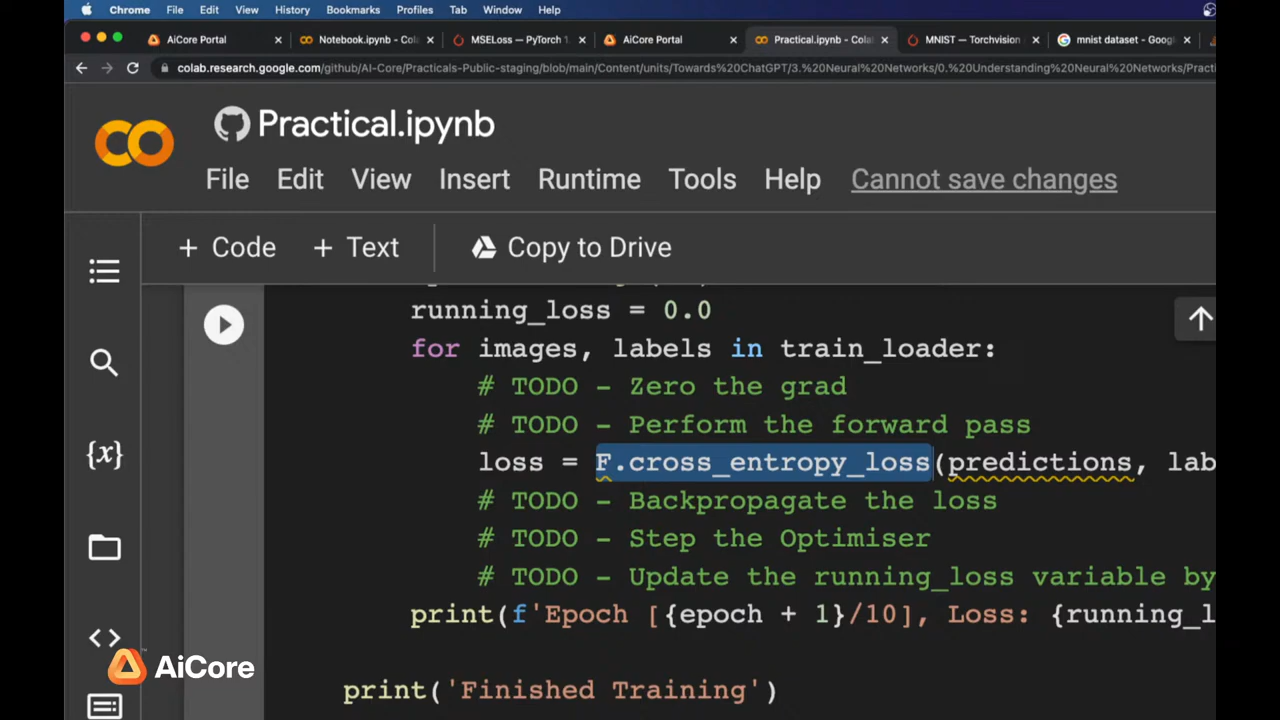 Chrome File Edit View History Bookmarks Profiles Tab Window Help
AiCore Portal Notebook.ipynb - Cola MSELoss — PyTorch 1. AiCore Portal Practical.ipynb - Colab MNIST — Torchvision mnist dataset - Goog
colab.research.google.com/github/AI-Core/Practicals-Public-staging/blob/main/Content/units/Towards%20ChatGPT/3.%20Neural%20Networks/0.%20Understanding%20Neural%20Networks/Practi
CO Practical.ipynb
File Edit View Insert Runtime Tools Help Cannot save changes
+ Code + Text Copy to Drive
running_loss = 0.0
for images, labels in train_loader:
# TODO - Zero the grad
# TODO - Perform the forward pass
loss = F.cross_entropy_loss(predictions, lab
# TODO - Backpropagate the loss
# TODO - Step the Optimiser
# TODO - Update the running_loss variable by
print(f'Epoch [{epoch + 1}/10], Loss: {running_l
print('Finished Training')
{x}
<>
AiCore